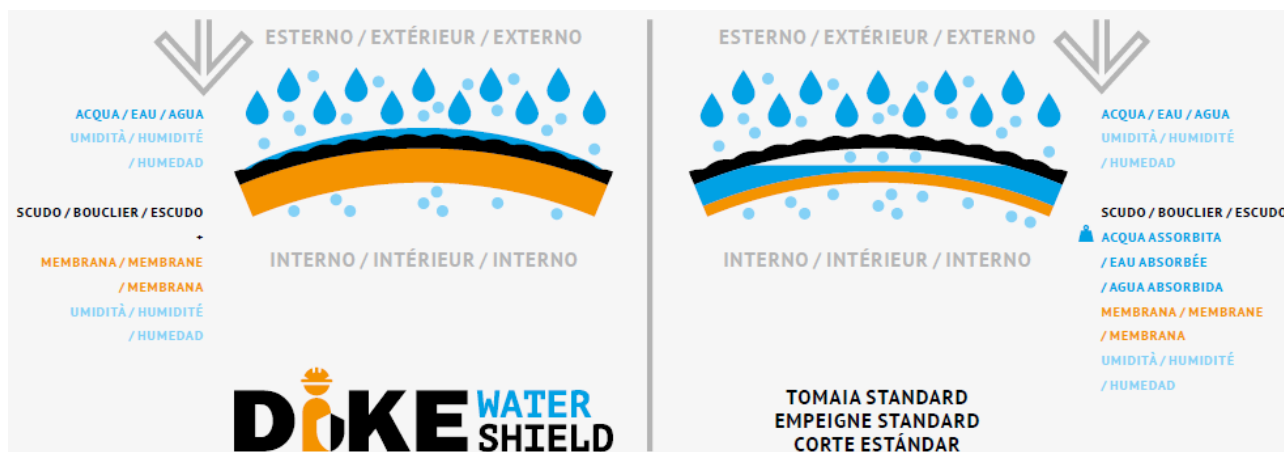 ESTERNO / EXTÉRIEUR / EXTERNO
ACQUA / EAU / AGUA
UMIDITÀ / HUMIDITÉ
/ HUMEDAD
SCUDO / BOUCLIER / ESCUDO
+
MEMBRANA / MEMBRANE
/ MEMBRANA
UMIDITÀ / HUMIDITÉ
/ HUMEDAD
INTERNO / INTÉRIEUR / INTERNO
DIKE WATER
SHIELD
ESTERNO / EXTÉRIEUR / EXTERNO
ACQUA / EAU / AGUA
UMIDITÀ / HUMIDITÉ
/ HUMEDAD
SCUDO / BOUCLIER / ESCUDO
ACQUA ASSORBITA
/ EAU ABSORBÉE
/ AGUA ABSORBIDA
MEMBRANA / MEMBRANE
/ MEMBRANA
UMIDITÀ / HUMIDITÉ
/ HUMEDAD
INTERNO / INTÉRIEUR / INTERNO
TOMAIA STANDARD
EMPEIGNE STANDARD
CORTE ESTÁNDAR